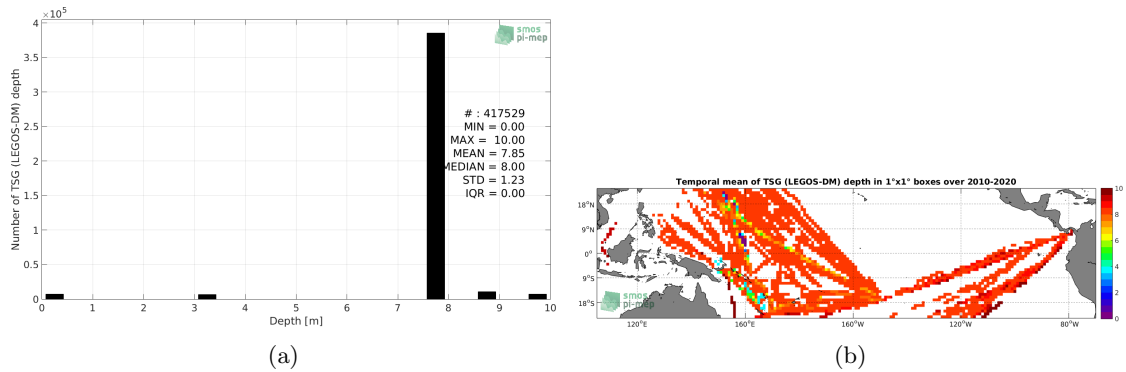 ×10⁵
4
3.5
3
2.5
2
1.5
1
0.5
0
Number of TSG (LEGOS-DM) depth
smos
pi-mep
# : 417529
MIN = 0.00
MAX = 10.00
MEAN = 7.85
MEDIAN = 8.00
STD = 1.23
IQR = 0.00
0 1 2 3 4 5 6 7 8 9 10
Depth [m]
(a)
Temporal mean of TSG (LEGOS-DM) depth in 1°x1° boxes over 2010-2020
18°N
9°N
0°
9°S
18°S
smos
pi-mep
120°E 160°E 160°W 120°W 80°W
10
8
6
4
2
0
(b)